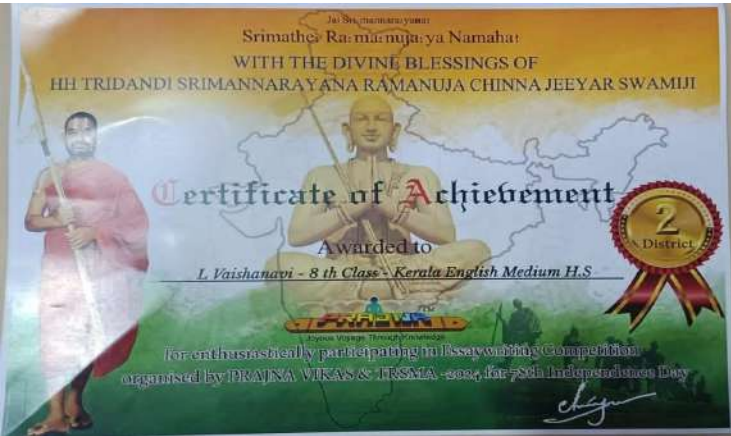 Jai Srimannarayana!
Srimathe Ra:ma:nuja:ya Namaha!
WITH THE DIVINE BLESSINGS OF
HH TRIDANDI SRIMANNARAYANA RAMANUJA CHINNA JEEYAR SWAMIJI
Certificate of Achievement
2
District
Awarded to
L Vaishanavi - 8 th Class - Kerala English Medium H.S
PRAJNA
Joyous Voyage Through Knowledge
for enthusiastically participating in Essaywriting Competition
organised by PRAJNA VIKAS & TRSMA -2024 for 78th Independence Day